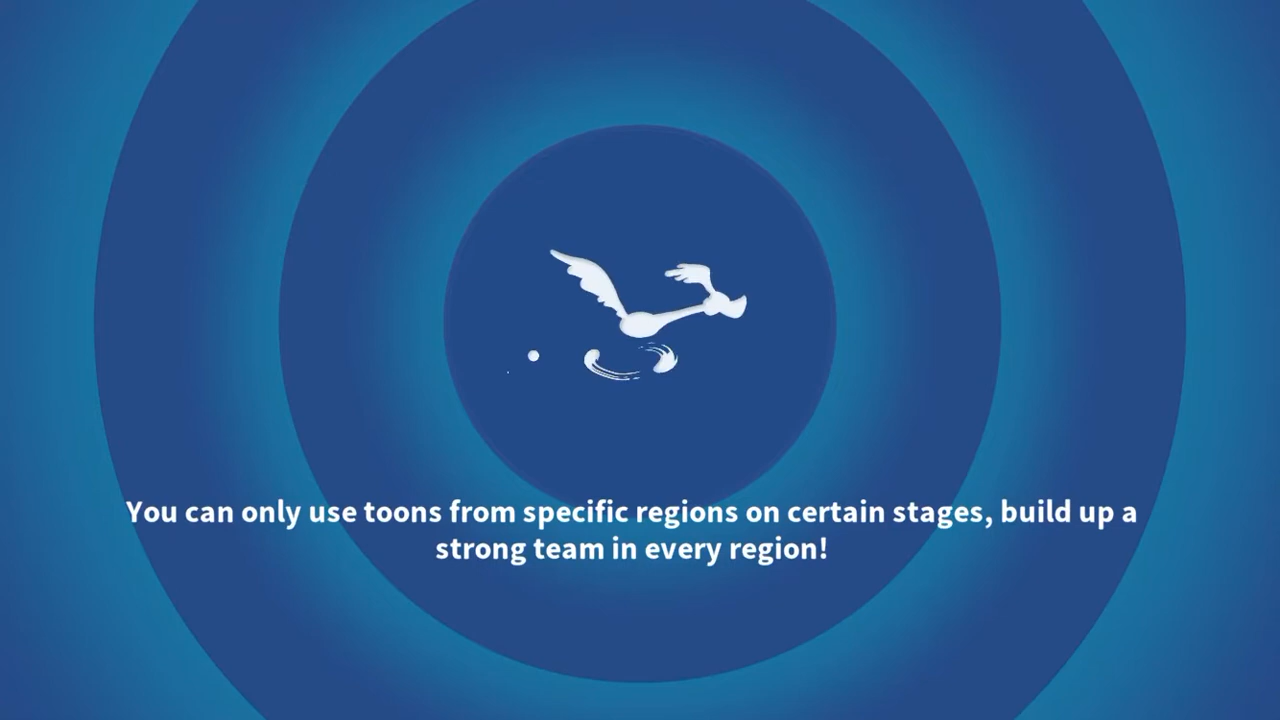 You can only use toons from specific regions on certain stages, build up a
strong team in every region!